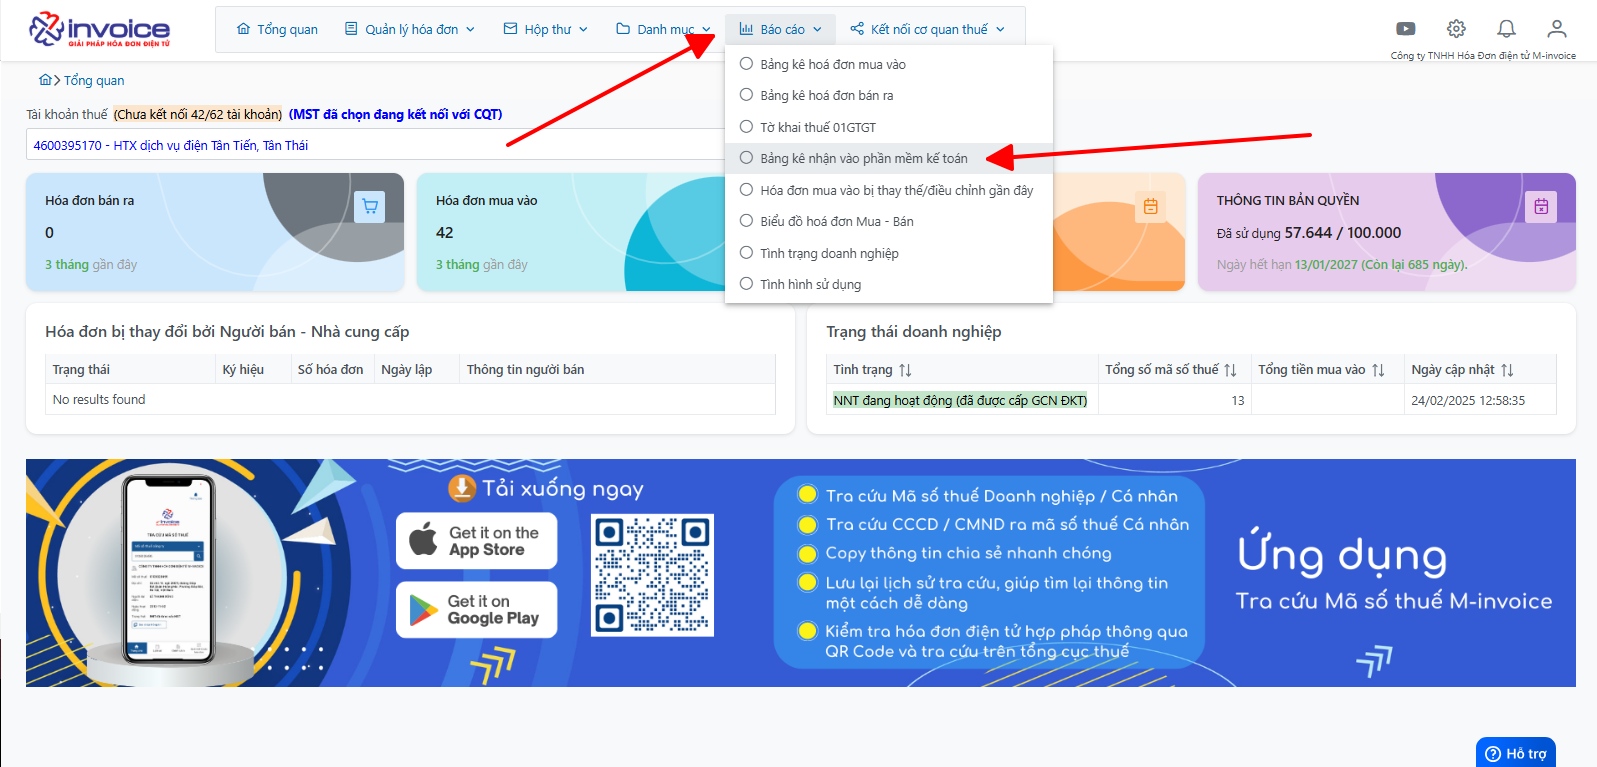 invoice
GIẢI PHÁP HÓA ĐƠN ĐIỆN TỬ
Tổng quan
Quản lý hóa đơn
Hộp thư
Danh mục
Báo cáo
Kết nối cơ quan thuế
Công ty TNHH Hóa Đơn điện tử M-invoice
Bảng kê hoá đơn mua vào
Bảng kê hoá đơn bán ra
Tờ khai thuế 01GTGT
Bảng kê nhận vào phần mềm kế toán
Hóa đơn mua vào bị thay thế/điều chỉnh gần đây
Biểu đồ hoá đơn Mua - Bán
Tình trạng doanh nghiệp
Tình hình sử dụng
Tổng quan
Tài khoản thuế (Chưa kết nối 42/62 tài khoản) (MST đã chọn đang kết nối với CQT)
4600395170 - HTX dịch vụ điện Tân Tiến, Tân Thái
Hóa đơn bán ra
0
3 tháng gần đây
Hóa đơn mua vào
42
3 tháng gần đây
THÔNG TIN BẢN QUYỀN
Đã sử dụng 57.644 / 100.000
Ngày hết hạn 13/01/2027 (Còn lại 685 ngày).
Hóa đơn bị thay đổi bởi Người bán - Nhà cung cấp
Trạng thái Ký hiệu Số hóa đơn Ngày lập Thông tin người bán
No results found
Trạng thái doanh nghiệp
Tình trạng Tổng số mã số thuế Tổng tiền mua vào Ngày cập nhật
NNT đang hoạt động (đã được cấp GCN ĐKT) 13 24/02/2025 12:58:35
invoice
TRA CỨU MÃ SỐ THUẾ
Tải xuống ngay
Get it on the
App Store
Get it on
Google Play
Tra cứu Mã số thuế Doanh nghiệp / Cá nhân
Tra cứu CCCD / CMND ra mã số thuế Cá nhân
Copy thông tin chia sẻ nhanh chóng
Lưu lại lịch sử tra cứu, giúp tìm lại thông tin
một cách dễ dàng
Kiểm tra hóa đơn điện tử hợp pháp thông qua
QR Code và tra cứu trên tổng cục thuế
Ứng dụng
Tra cứu Mã số thuế M-invoice
Hỗ trợ